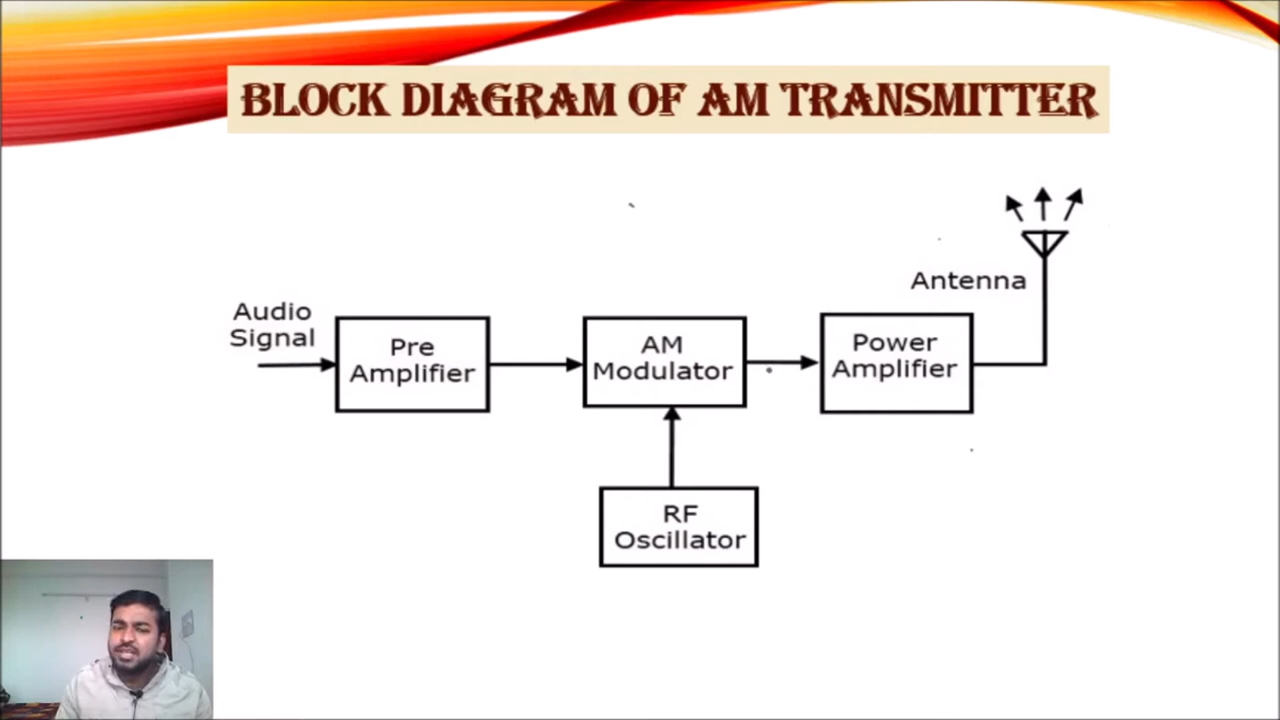 BLOCK DIAGRAM OF AM TRANSMITTER
Antenna
Audio
Signal
Pre
Amplifier
AM
Modulator
Power
Amplifier
RF
Oscillator